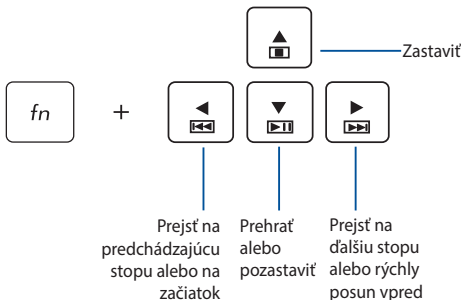 Zastaviť
fn +
Prejsť na
predchádzajúcu
stopu alebo na
začiatok
Prehrať
alebo
pozastaviť
Prejsť na
ďalšiu stopu
alebo rýchly
posun vpred